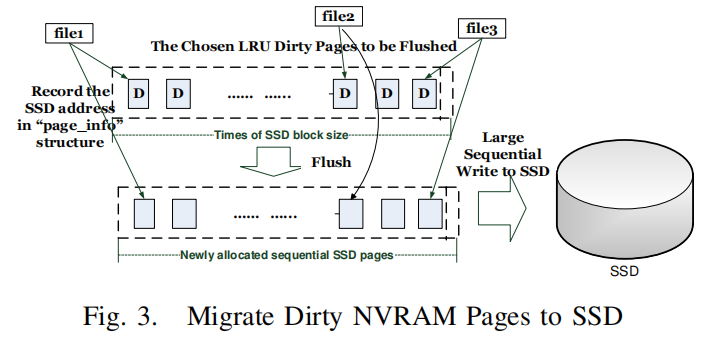 file1
file2
file3
The Chosen LRU Dirty Pages to be Flushed
Record the
SSD address
in "page_info"
structure
D D ...... ...... D D D
Times of SSD block size
Flush
Large
Sequential
Write to SSD
...... ......
Newly allocated sequential SSD pages
SSD
Fig. 3. Migrate Dirty NVRAM Pages to SSD